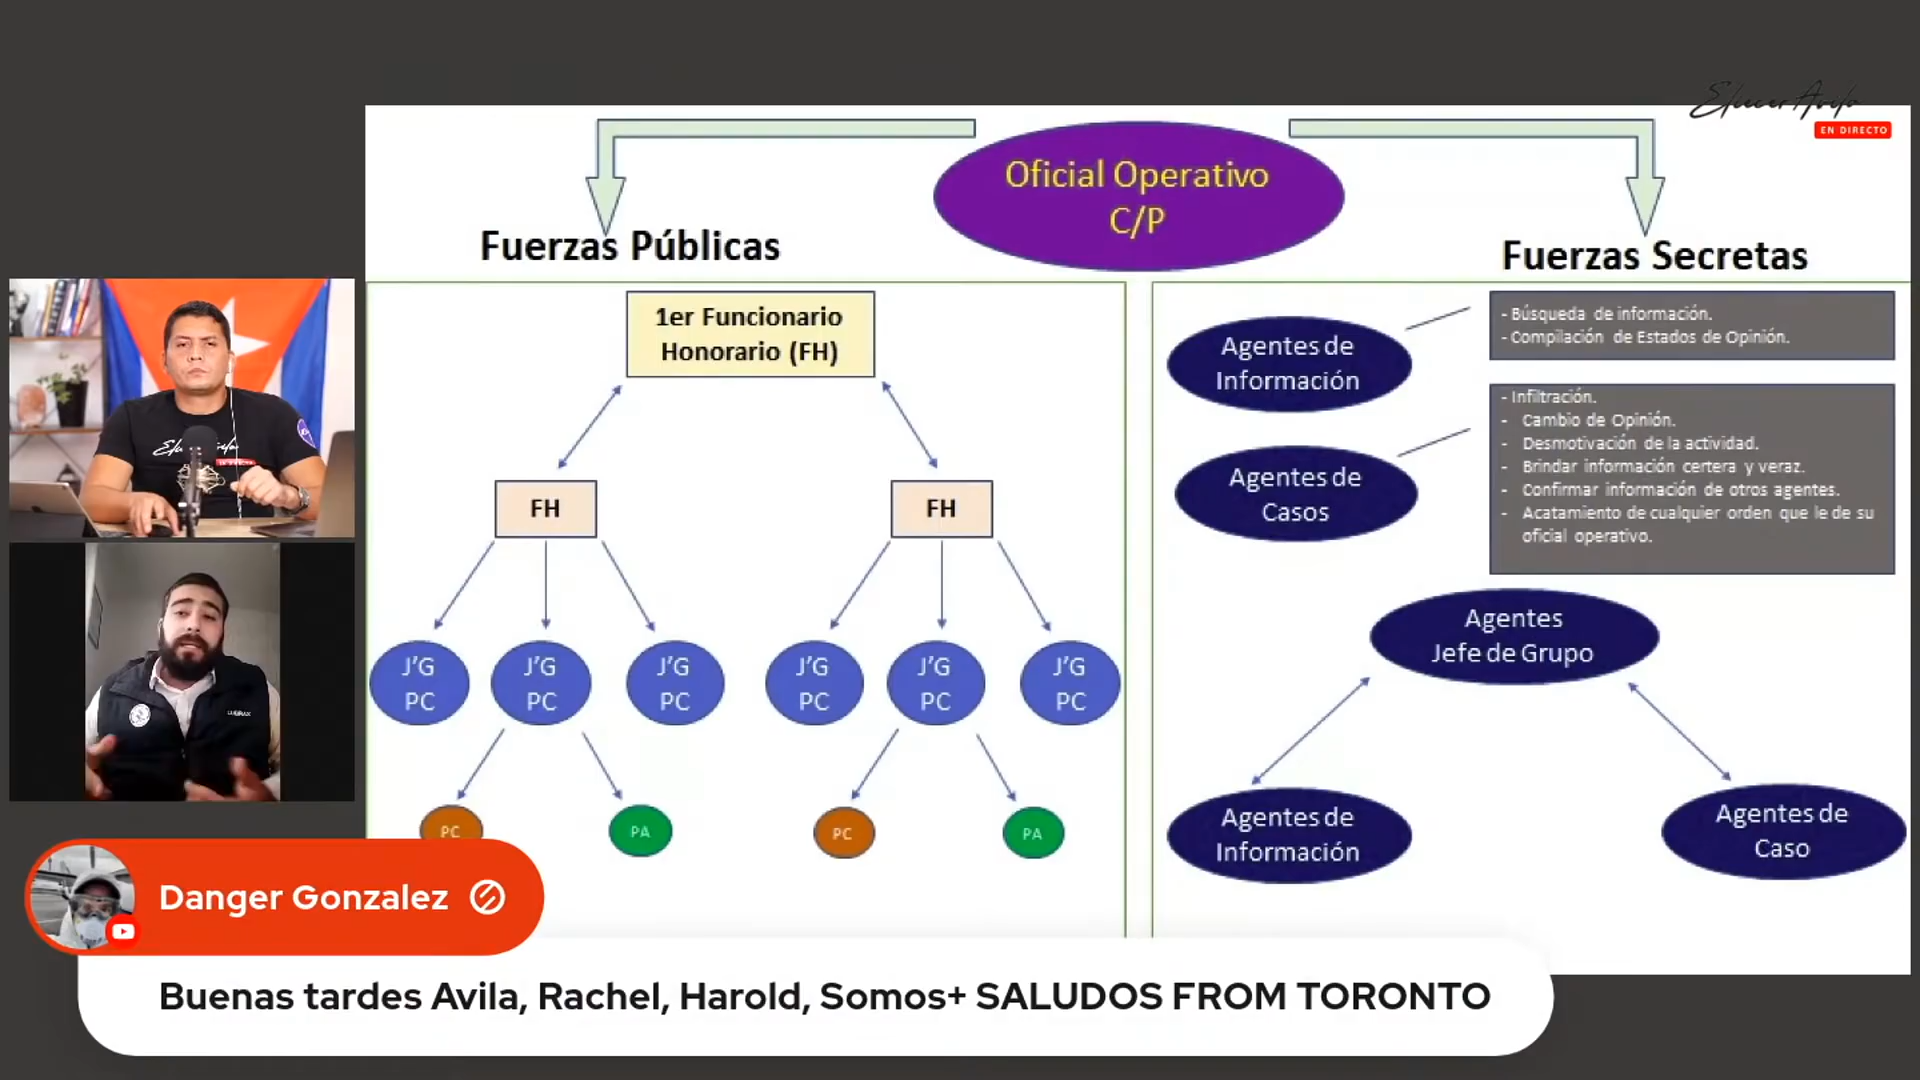 Eliecer Avila
EN DIRECTO
Oficial Operativo
C/P
Fuerzas Públicas
Fuerzas Secretas
1er Funcionario
Honorario (FH)
FH
FH
J'G
PC
J'G
PC
J'G
PC
J'G
PC
J'G
PC
J'G
PC
PC
PA
PC
PA
Agentes de
Información
- Búsqueda de información.
- Compilación de Estados de Opinión.
Agentes de
Casos
- Infiltración.
- Cambio de Opinión.
- Desmotivación de la actividad.
- Brindar información certera y veraz.
- Confirmar información de otros agentes.
- Acatamiento de cualquier orden que le de su
oficial operativo.
Agentes
Jefe de Grupo
Agentes de
Información
Agentes de
Caso
Danger Gonzalez
Buenas tardes Avila, Rachel, Harold, Somos+ SALUDOS FROM TORONTO